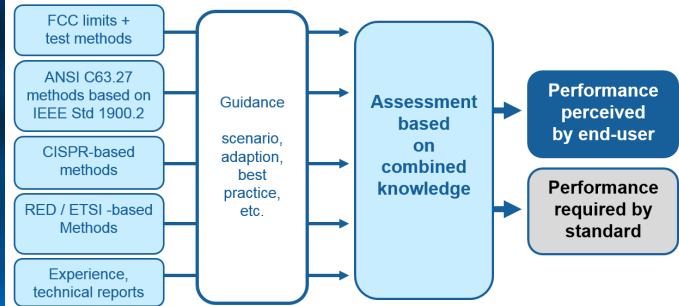 FCC limits +
test methods
ANSI C63.27
methods based on
IEEE Std 1900.2
CISPR-based
methods
RED / ETSI -based
Methods
Experience,
technical reports
Guidance
scenario,
adaption,
best
practice,
etc.
Assessment
based
on
combined
knowledge
Performance
perceived
by end-user
Performance
required by
standard